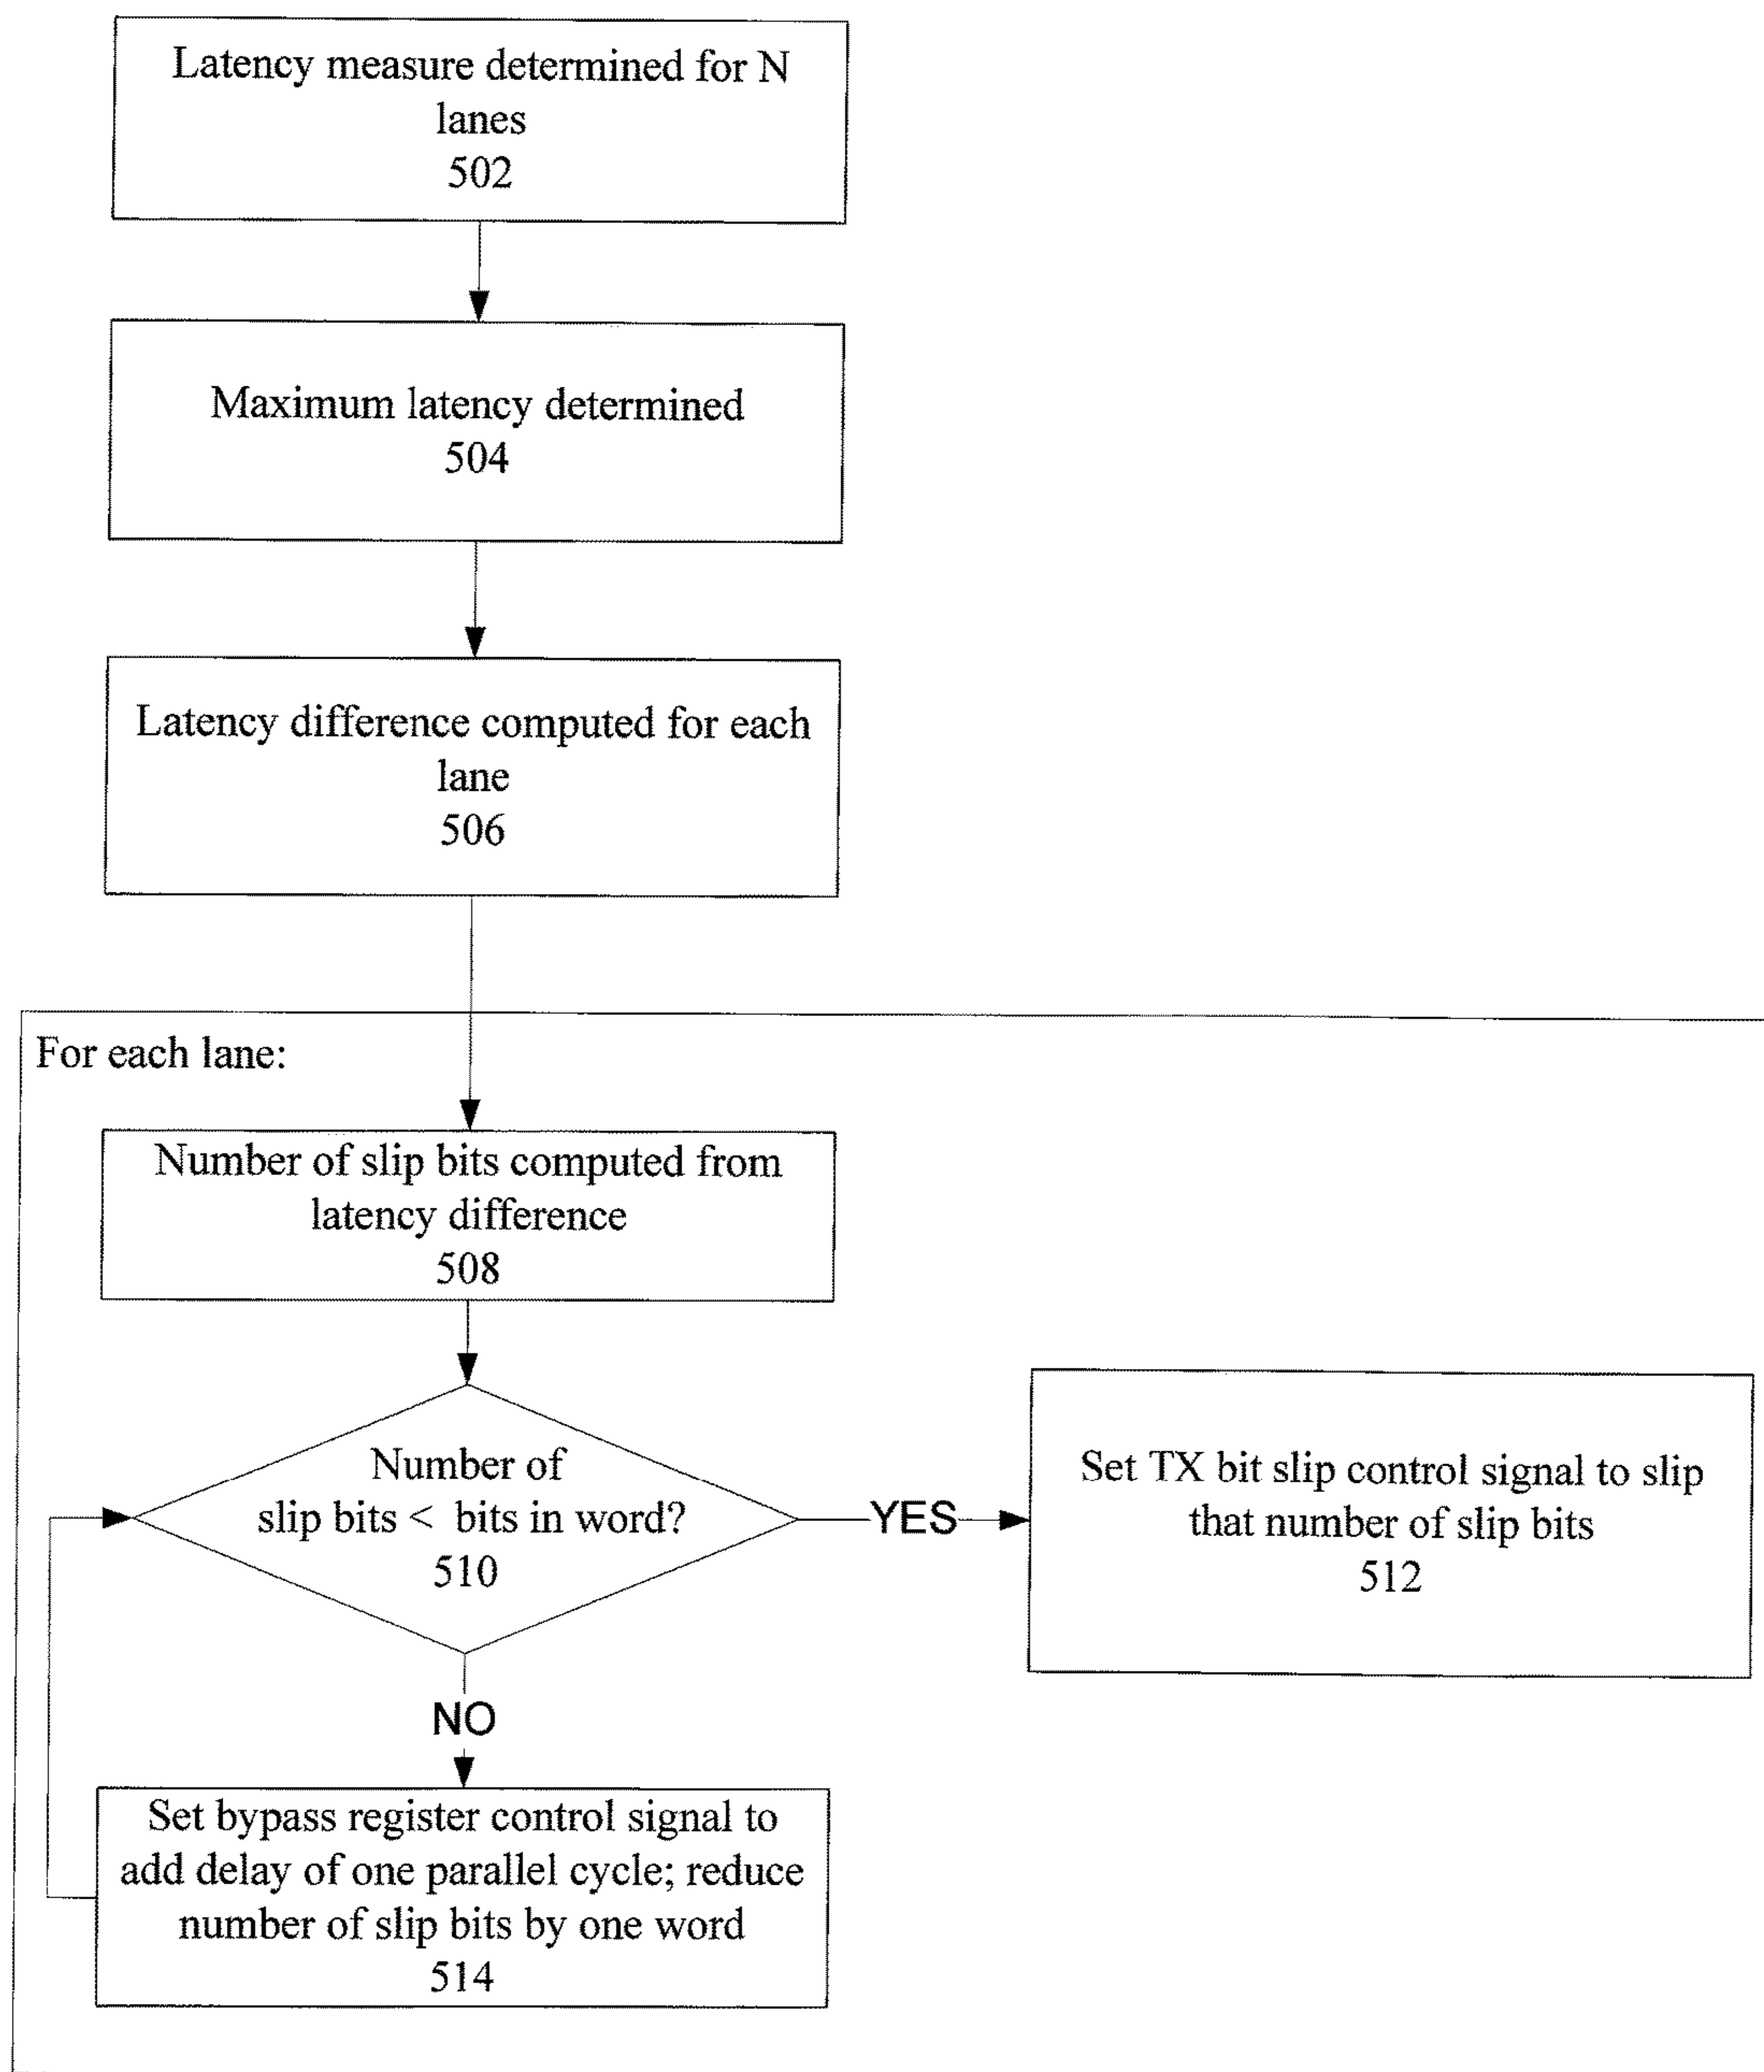 Latency measure determined for N
lanes
502
Maximum latency determined
504
Latency difference computed for each
lane
506
For each lane:
Number of slip bits computed from
latency difference
508
Number of
slip bits < bits in word?
510
YES
Set TX bit slip control signal to slip
that number of slip bits
512
NO
Set bypass register control signal to
add delay of one parallel cycle; reduce
number of slip bits by one word
514